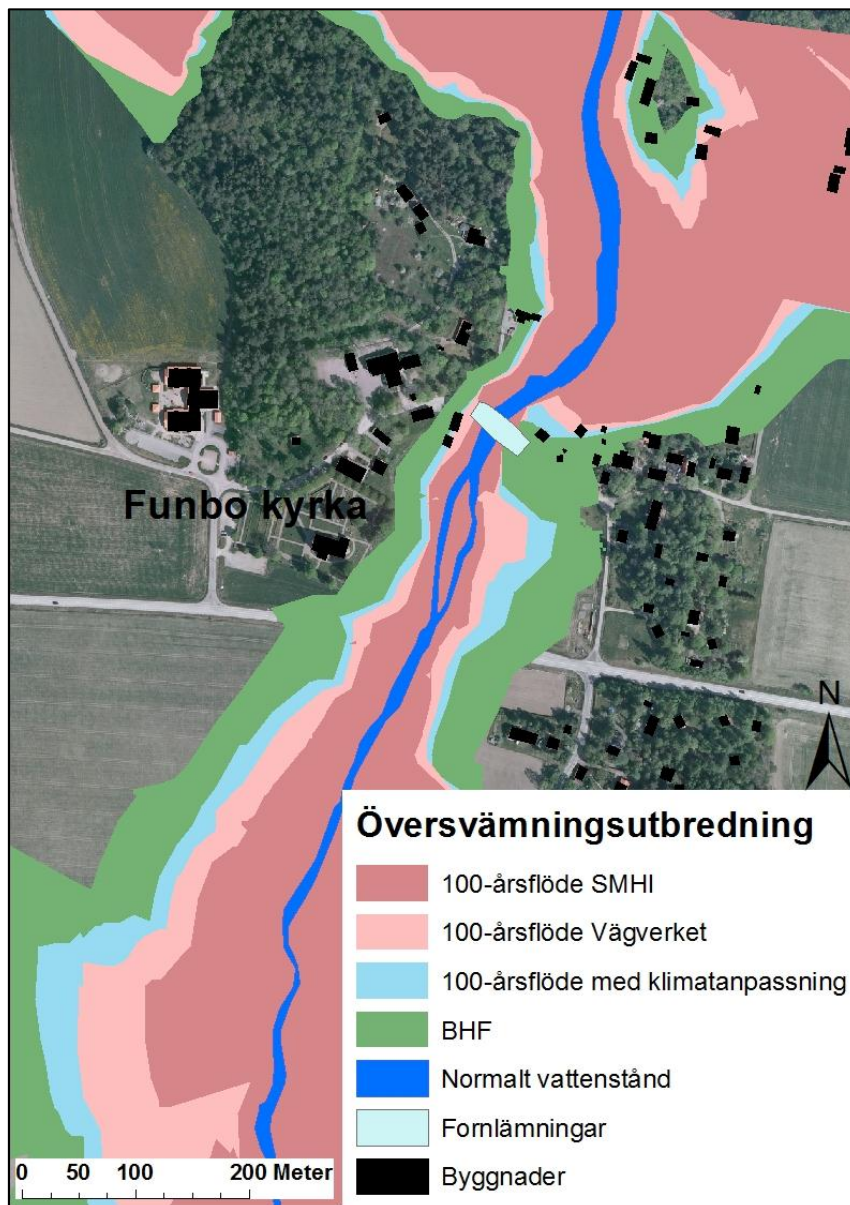 Funbo kyrka
N
Översvämningsutbredning
100-årsflöde SMHI
100-årsflöde Vägverket
100-årsflöde med klimatanpassning
BHF
Normalt vattenstånd
Fornlämningar
Byggnader
0 50 100 200 Meter